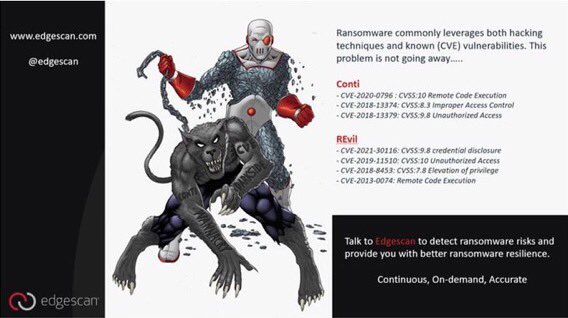 www.edgescan.com
@edgescan
Ransomware commonly leverages both hacking
techniques and known (CVE) vulnerabilities. This
problem is not going away.....
Conti
- CVE-2020-0796 : CVSS:10 Remote Code Execution
- CVE-2018-13374: CVSS:8.3 Improper Access Control
- CVE-2018-13379: CVSS:9.8 Unauthorized Access
REvil
- CVE-2021-30116 : CVSS:9.8 credential disclosure
- CVE-2019-11510: CVSS:10 Unauthorized Access
- CVE-2018-8453: CVSS:7.8 Elevation of privilege
- CVE-2013-0074: Remote Code Execution
Talk to Edgescan to detect ransomware risks and
provide you with better ransomware resilience.
Continuous, On-demand, Accurate
edgescan